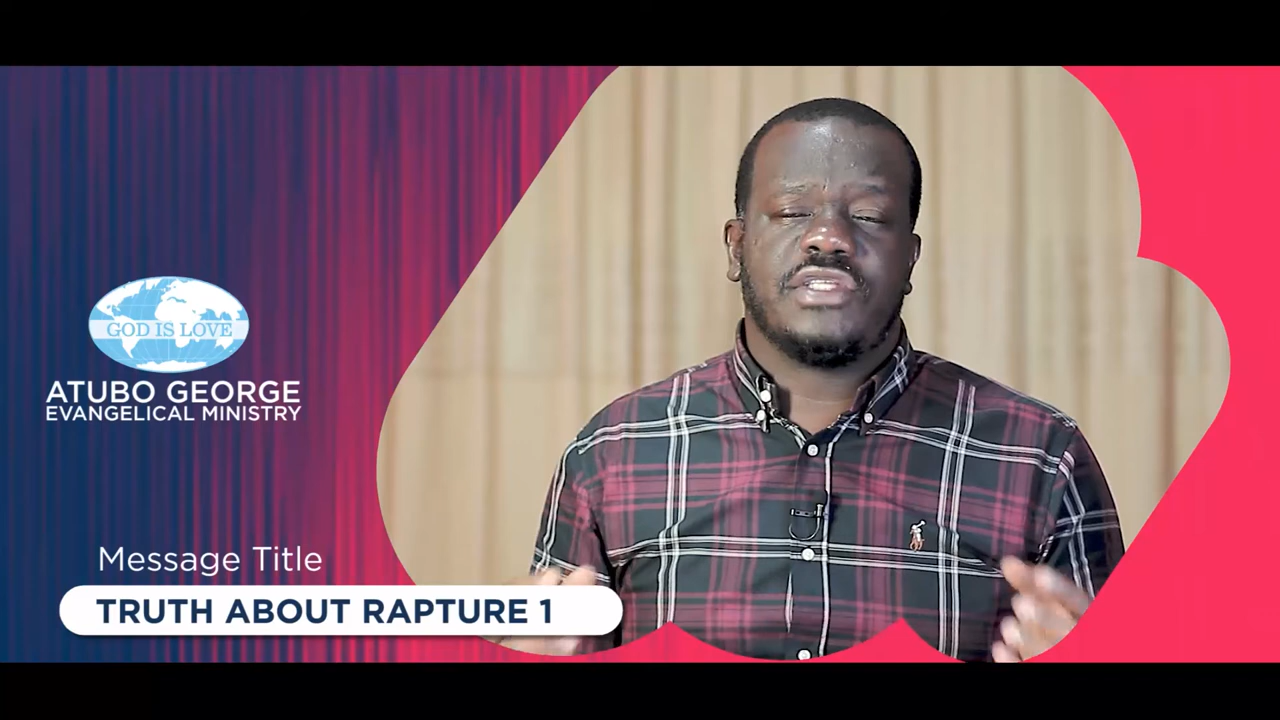 GOD IS LOVE
ATUBO GEORGE
EVANGELICAL MINISTRY
Message Title
TRUTH ABOUT RAPTURE 1